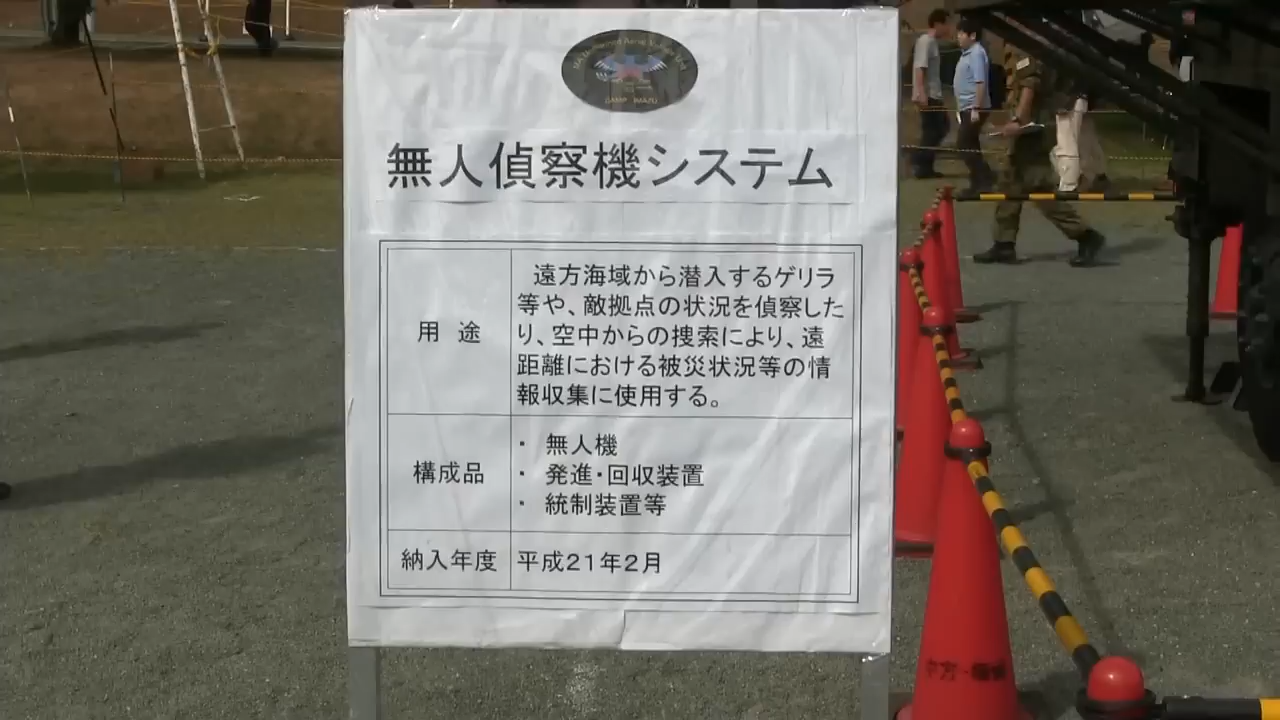 CAMP IMAZU
無人偵察機システム
用 途
遠方海域から潜入するゲリラ
等や、敵拠点の状況を偵察した
り、空中からの捜索により、遠
距離における被災状況等の情
報収集に使用する。
構成品
・ 無人機
・ 発進・回収装置
・ 統制装置等
納入年度
平成21年2月